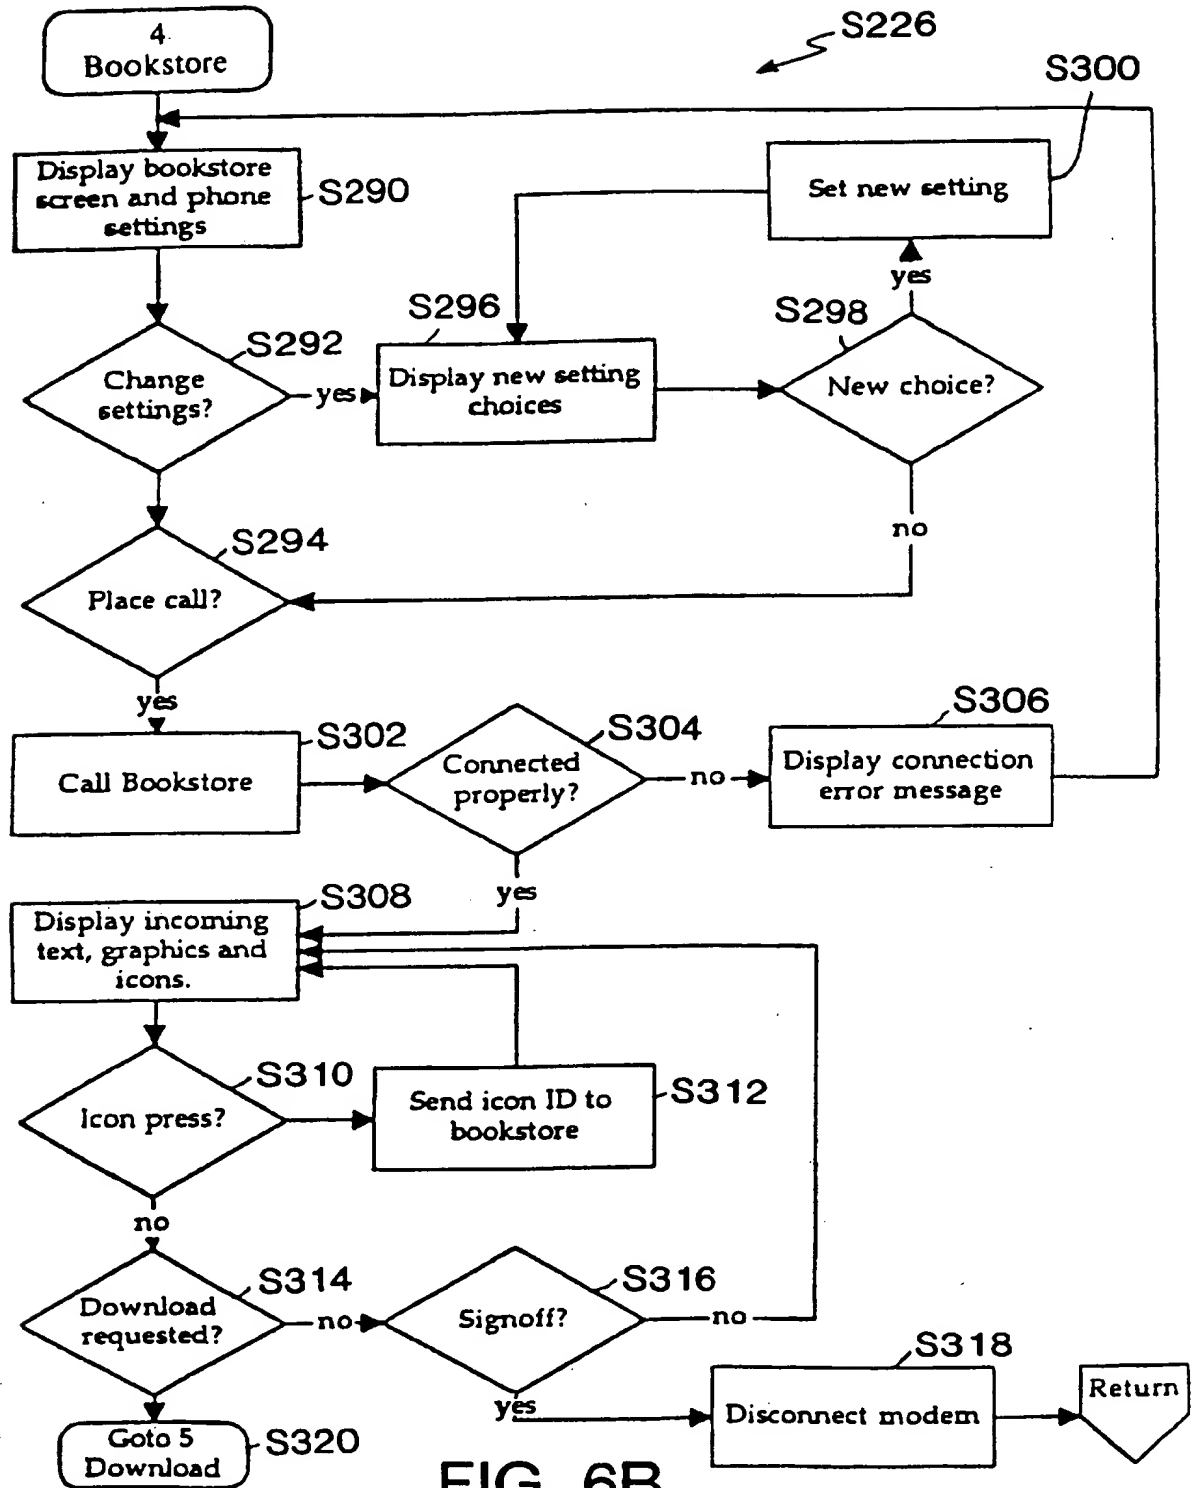 4
Bookstore
S226
S300
Display bookstore
screen and phone
settings
S290
Set new setting
yes
S296
S298
S292
Change
settings?
yes
Display new setting
choices
New choice?
no
S294
Place call?
yes
S302
Call Bookstore
S304
Connected
properly?
no
S306
Display connection
error message
yes
S308
Display incoming
text, graphics and
icons.
S310
Icon press?
Send icon ID to
bookstore
S312
no
S314
Download
requested?
no
S316
Signoff?
no
S318
yes
Disconnect modem
Return
Goto 5
Download
S320
FIG. 6B